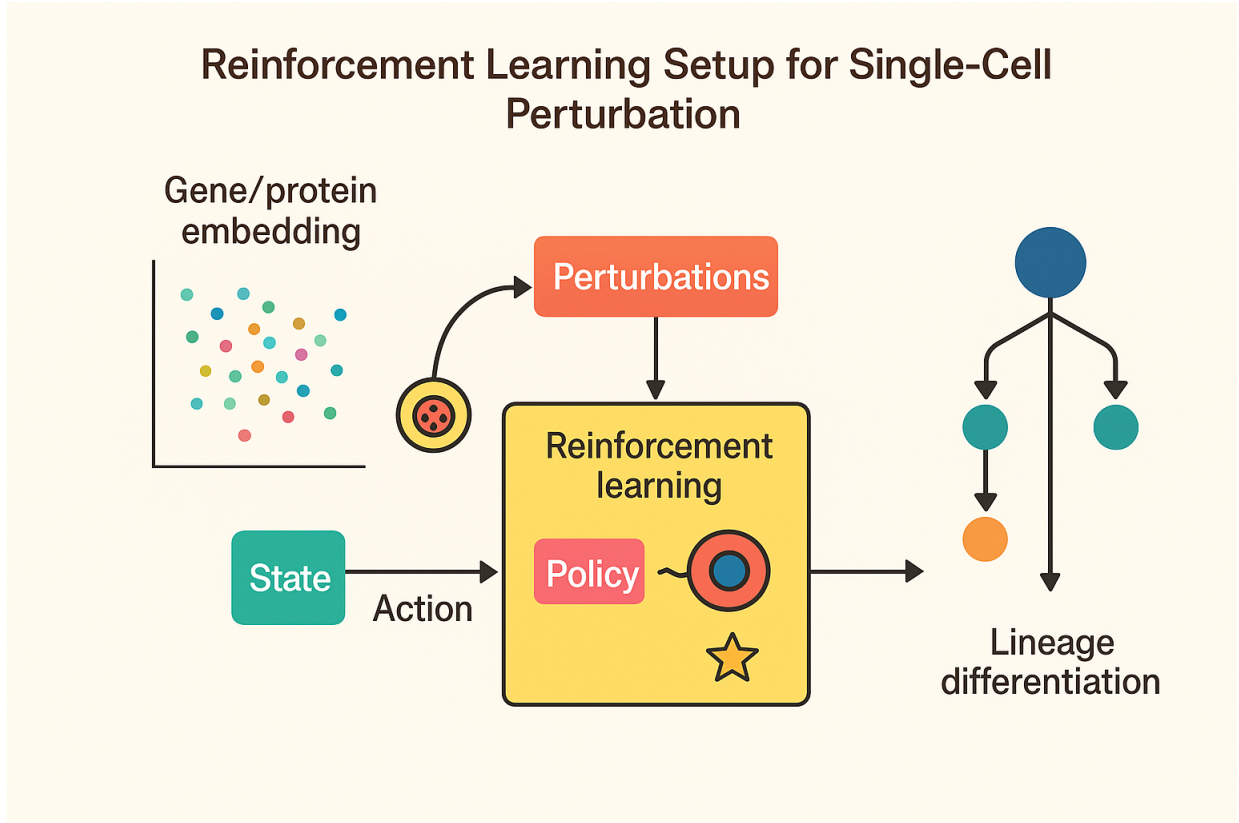 Reinforcement Learning Setup for Single-Cell
Perturbation
Gene/protein
embedding
Perturbations
Reinforcement
learning
Policy
State
Action
Lineage
differentiation